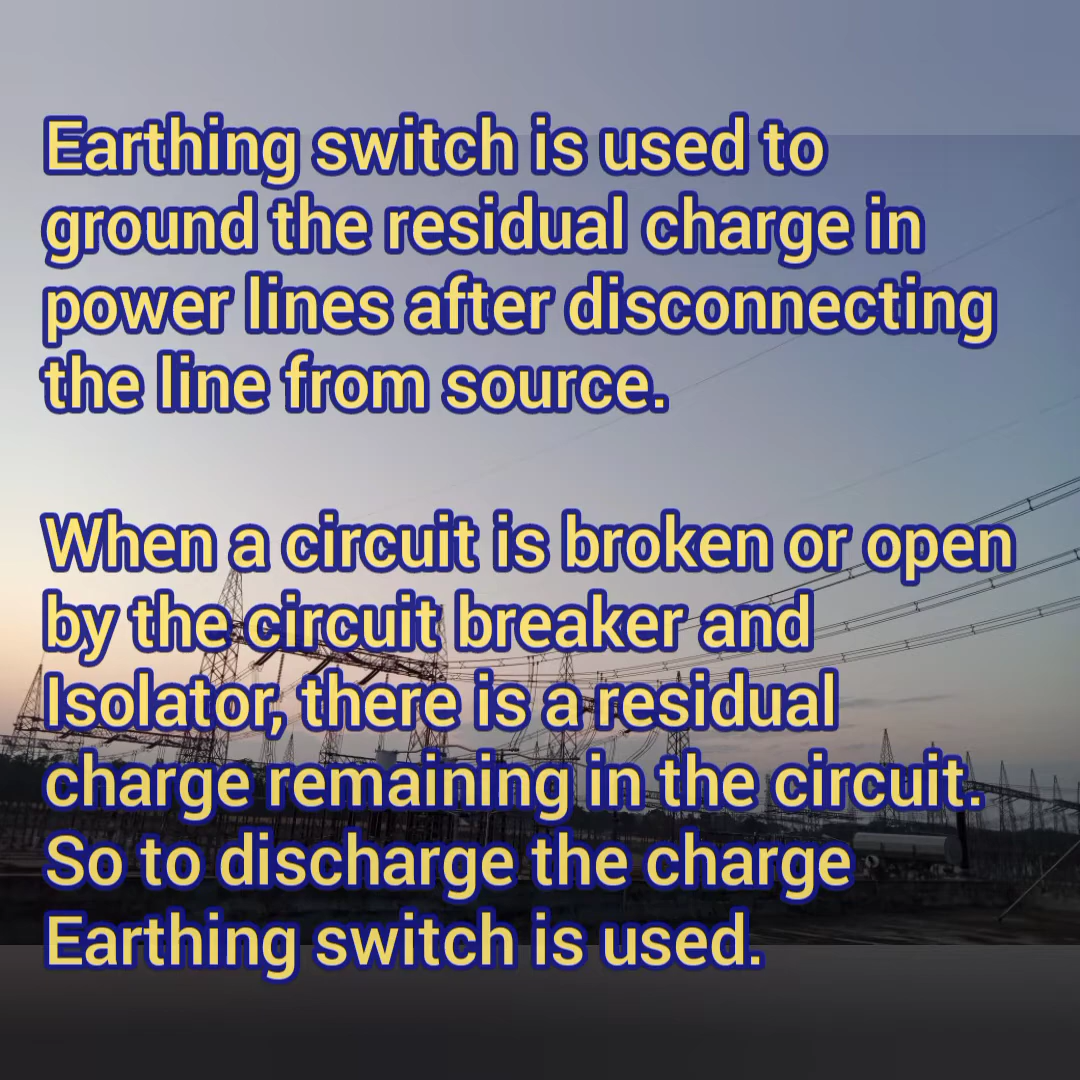 Earthing switch is used to
ground the residual charge in
power lines after disconnecting
the line from source.
When a circuit is broken or open
by the circuit breaker and
Isolator, there is a residual
charge remaining in the circuit.
So to discharge the charge
Earthing switch is used.